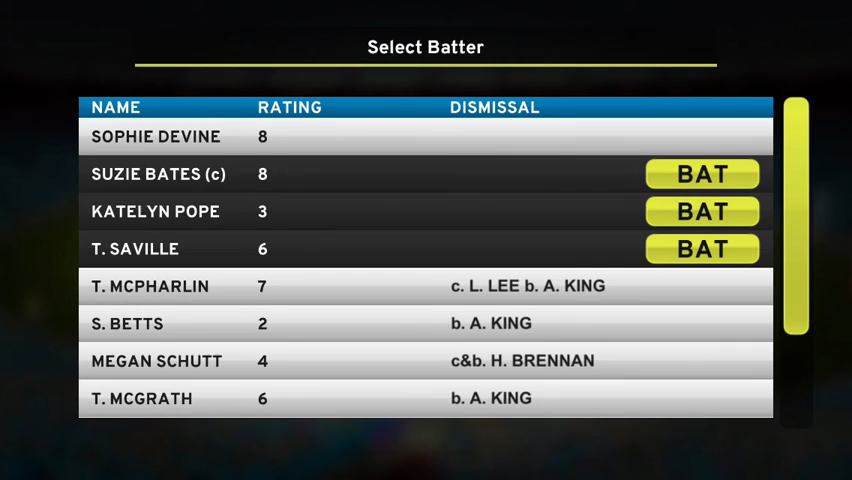 Select Batter
NAME RATING DISMISSAL
SOPHIE DEVINE 8
SUZIE BATES (c) 8 BAT
KATELYN POPE 3 BAT
T. SAVILLE 6 BAT
T. MCPHARLIN 7 c. L. LEE b. A. KING
S. BETTS 2 b. A. KING
MEGAN SCHUTT 4 c&b. H. BRENNAN
T. MCGRATH 6 b. A. KING